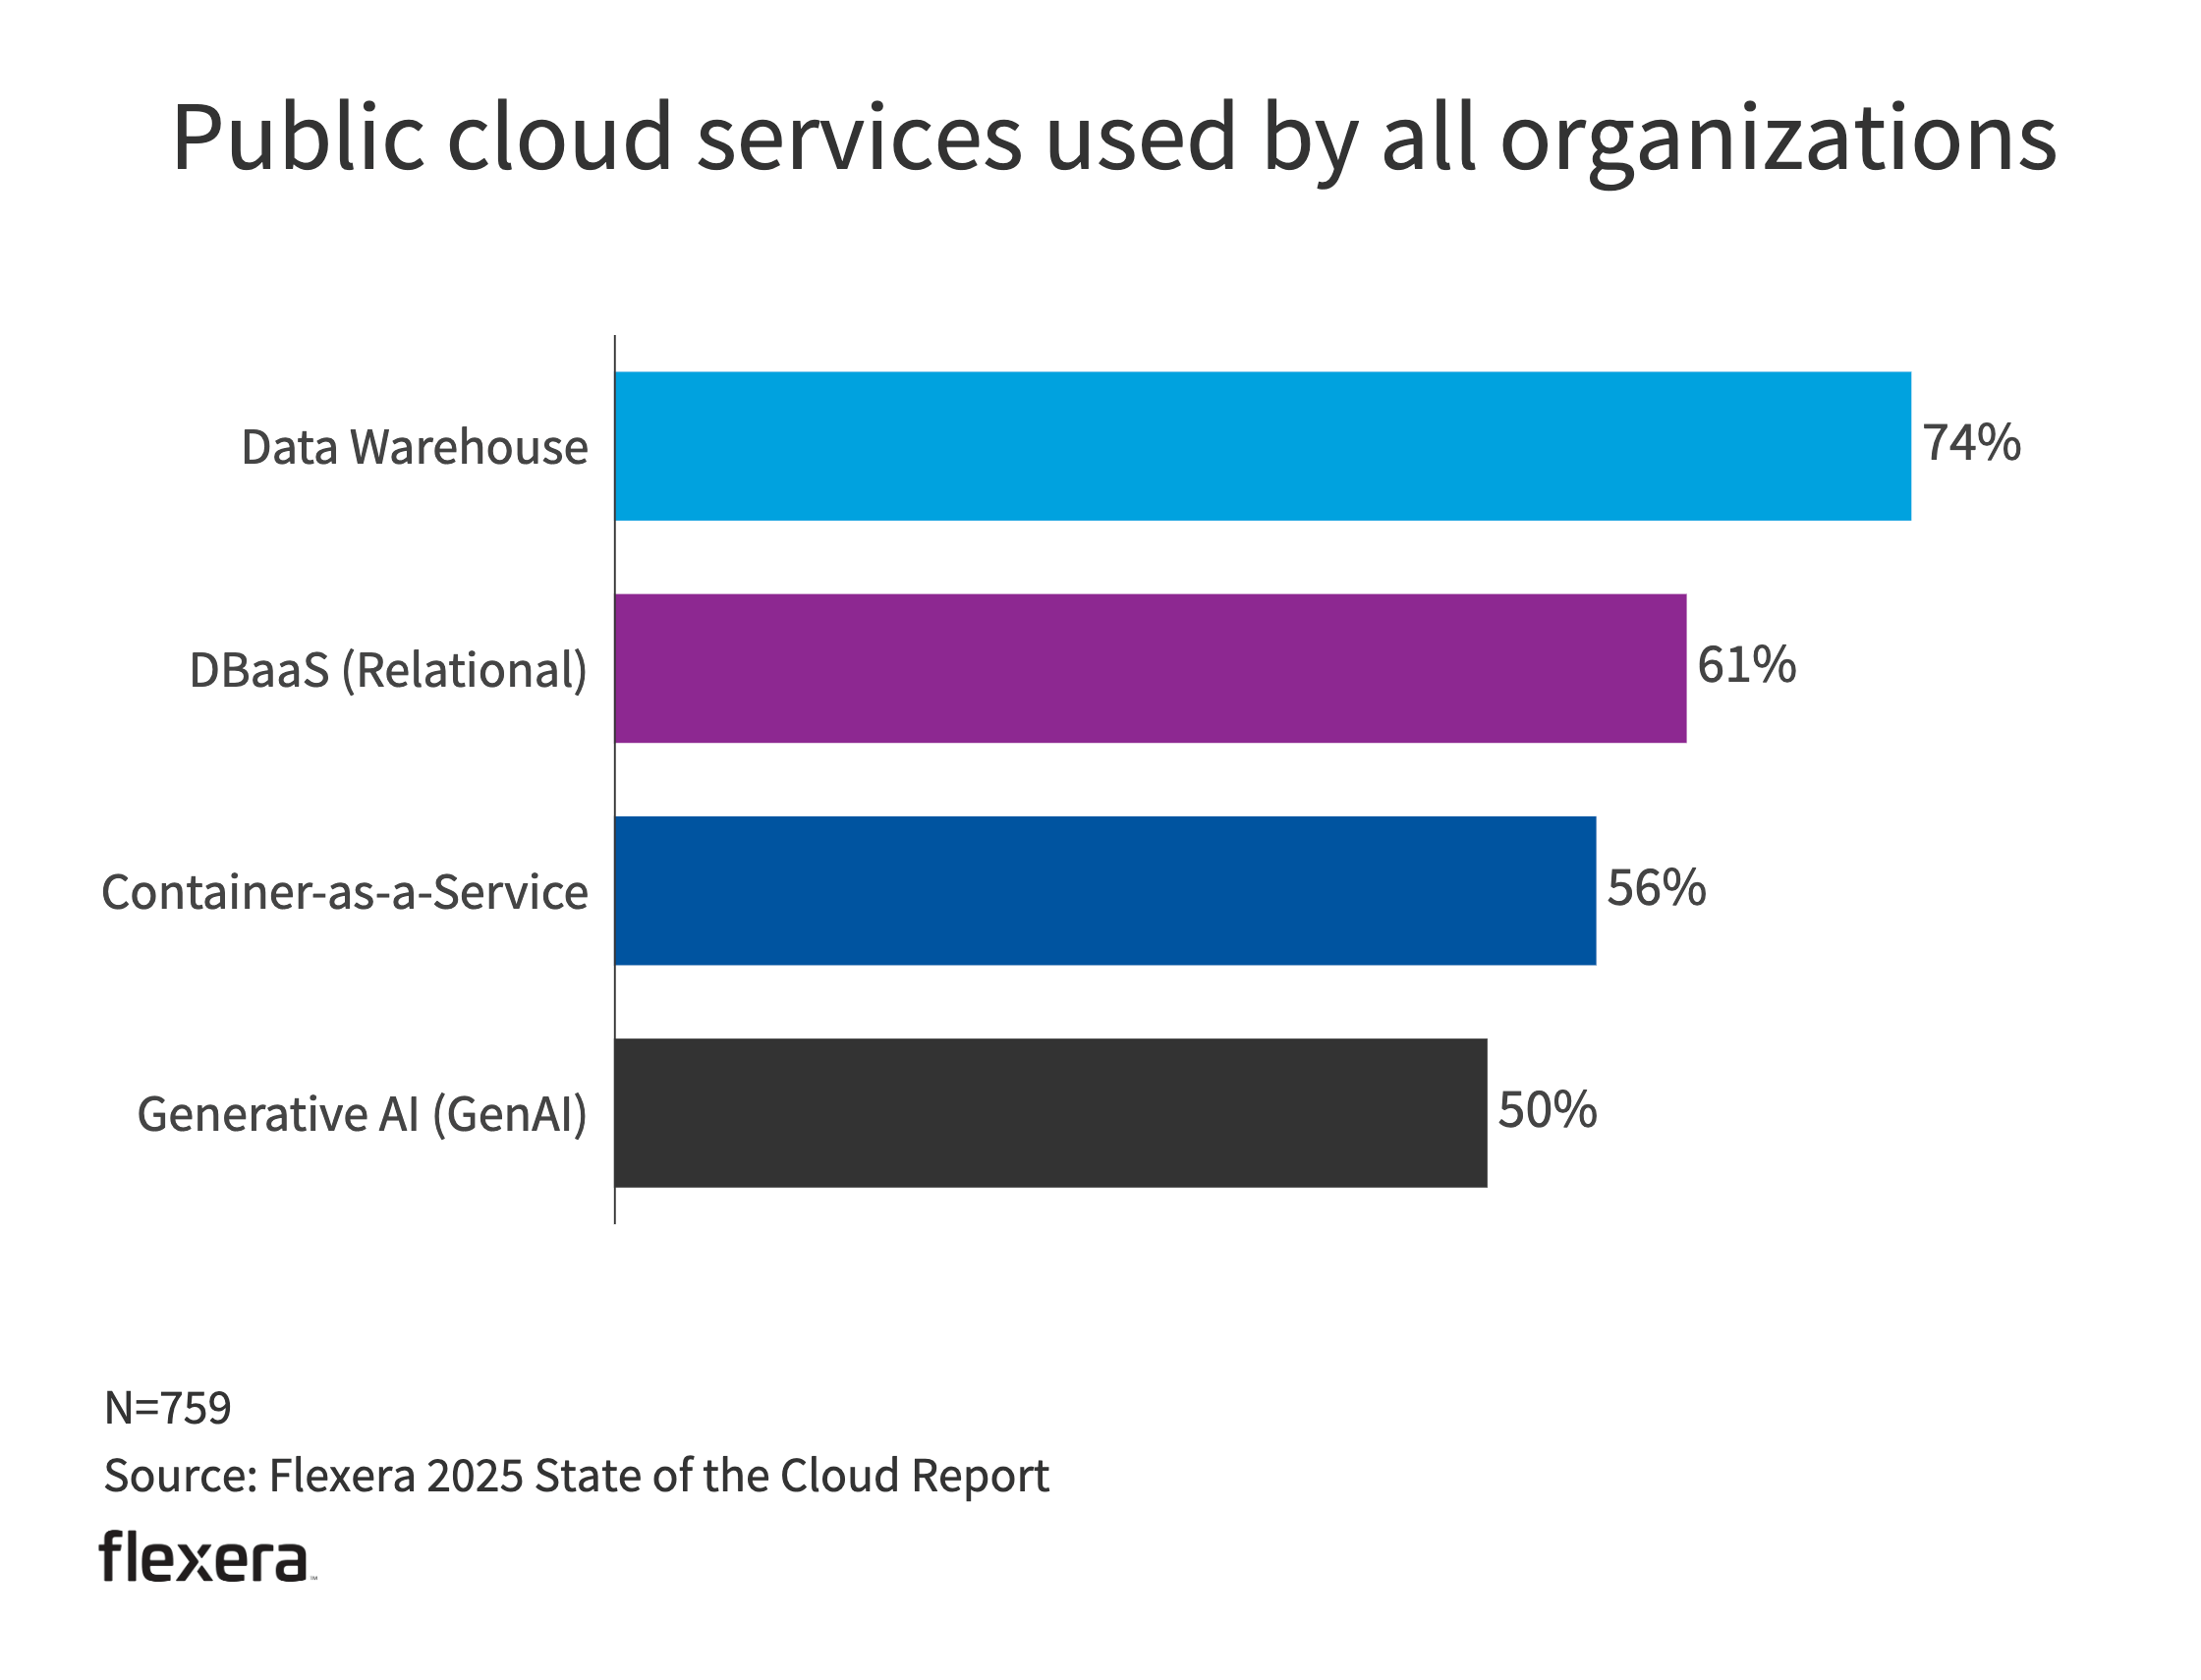 Public cloud services used by all organizations
Data Warehouse
74%
DBaaS (Relational)
61%
Container-as-a-Service
56%
Generative AI (GenAI)
50%
N=759
Source: Flexera 2025 State of the Cloud Report
flexera™